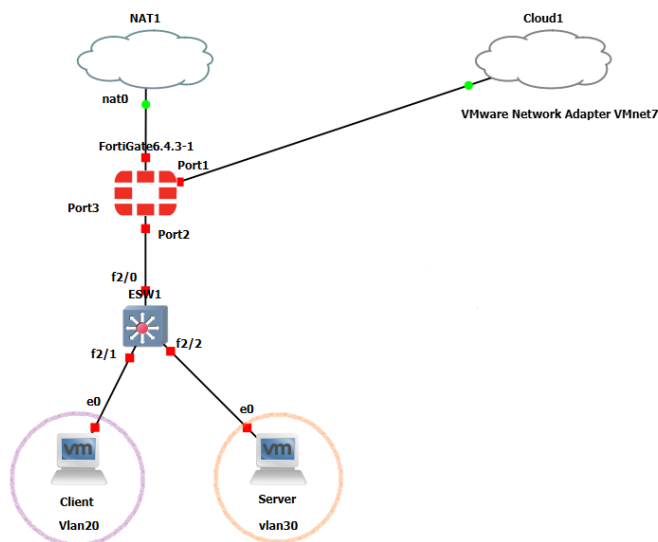 NAT1
Cloud1
nat0
VMware Network Adapter VMnet7
FortiGate6.4.3-1
Port1
Port3
Port2
f2/0
ESW1
f2/1
f2/2
e0
e0
vm
vm
Client
Server
Vlan20
vlan30